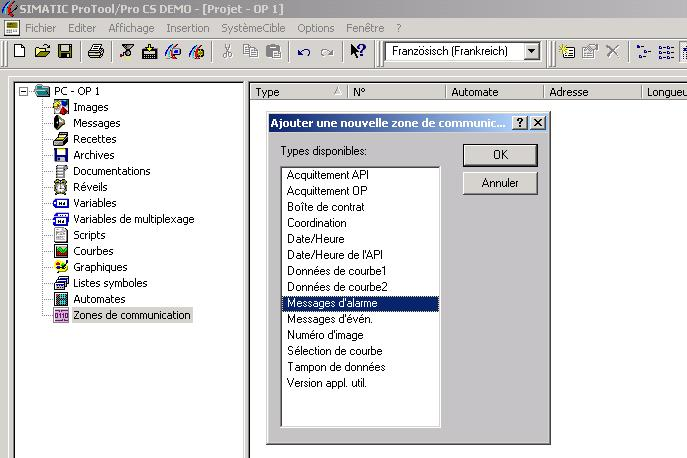 SIMATIC ProTool/Pro CS DEMO - [Projet - OP 1]
Fichier Editer Affichage Insertion SystèmeCible Options Fenêtre ?
Französisch (Frankreich)
PC - OP 1
Images
Messages
Recettes
Archives
Documentations
Réveils
Variables
Variables de multiplexage
Scripts
Courbes
Graphiques
Listes symboles
Automates
Zones de communication
Type N° Automate Adresse Longueu
Ajouter une nouvelle zone de communic...
Types disponibles:
OK
Annuler
Acquittement API
Acquittement OP
Boîte de contrat
Coordination
Date/Heure
Date/Heure de l'API
Données de courbe1
Données de courbe2
Messages d'alarme
Messages d'évén.
Numéro d'image
Sélection de courbe
Tampon de données
Version appl. util.